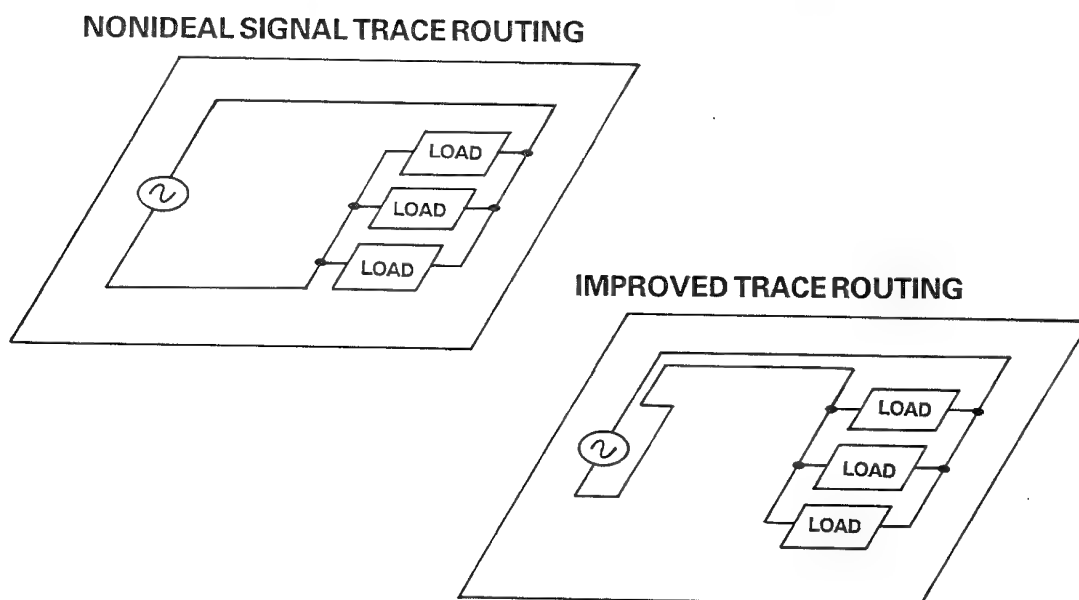 NONIDEAL SIGNAL TRACE ROUTING
LOAD
LOAD
LOAD
IMPROVED TRACE ROUTING
LOAD
LOAD
LOAD